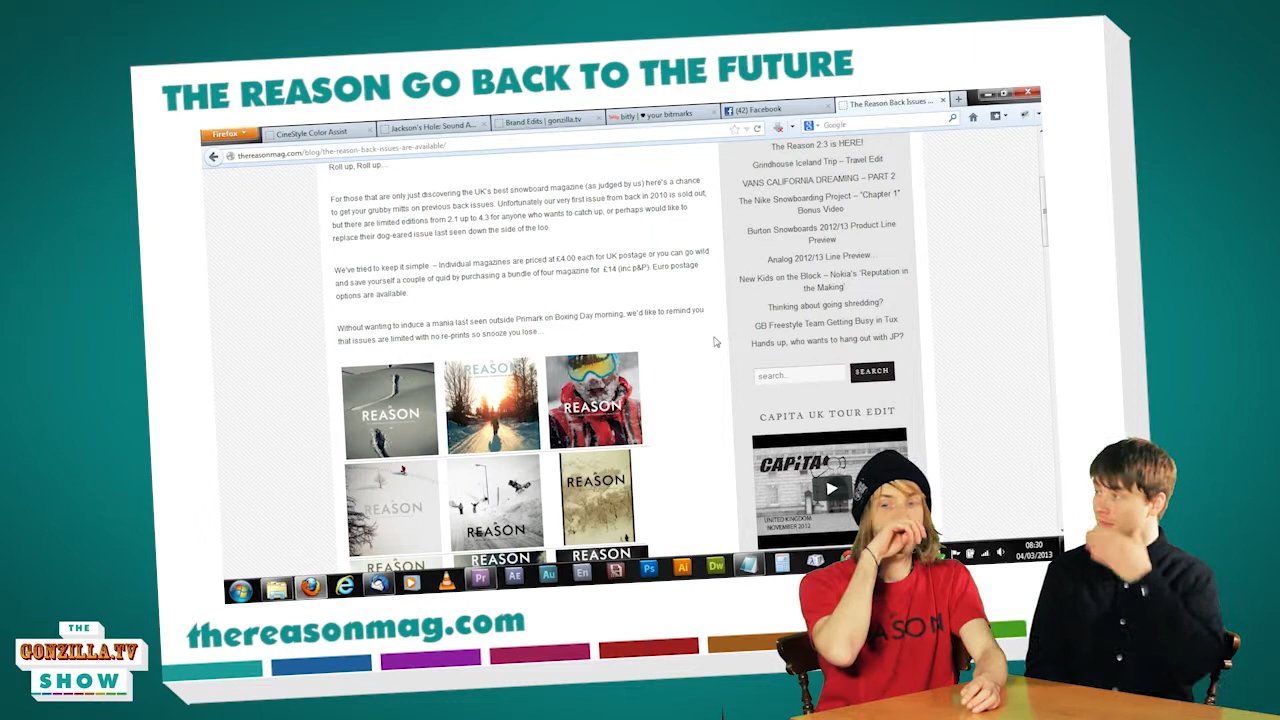 THE REASON GO BACK TO THE FUTURE
Firefox
CineStyle Color Assist
Jackson's Hole: Sound A...
Brand Edits | gonzilla.tv
bitly | ♥ your bitmarks
(42) Facebook
The Reason Back Issues ...
thereasonmag.com/blog/the-reason-back-issues-are-available/
Google
Roll up, Roll up...
For those that are only just discovering the UK's best snowboard magazine (as judged by us) here's a chance
to get your grubby mitts on previous back issues. Unfortunately our very first issue from back in 2010 is sold out,
but there are limited editions from 2.1 up to 4.3 for anyone who wants to catch up, or perhaps would like to
replace their dog-eared issue last seen down the side of the loo.
We've tried to keep it simple – Individual magazines are priced at £4.00 each for UK postage or you can go wild
and save yourself a couple of quid by purchasing a bundle of four magazine for £14 (inc p&P). Euro postage
options are available.
Without wanting to induce a mania last seen outside Primark on Boxing Day morning, we'd like to remind you
that issues are limited with no re-prints so snooze you lose...
REASON
REASON
REASON
REASON
REASON
REASON
REASON
REASON
The Reason 2:3 is HERE!
Grindhouse Iceland Trip – Travel Edit
VANS CALIFORNIA DREAMING – PART 2
The Nike Snowboarding Project – "Chapter 1"
Bonus Video
Burton Snowboards 2012/13 Product Line
Preview
Analog 2012/13 Line Preview...
New Kids on the Block – Nokia's 'Reputation in
the Making'
Thinking about going shredding?
GB Freestyle Team Getting Busy in Tux
Hands up, who wants to hang out with JP?
search...
SEARCH
CAPITA UK TOUR EDIT
CAPiTA
UNITED KINGDOM
NOVEMBER 2012
Pr
Ae
Au
En
Ps
Ai
Dw
08:30
04/03/2013
thereasonmag.com
THE
GONZILLA.TV
SHOW
REASON